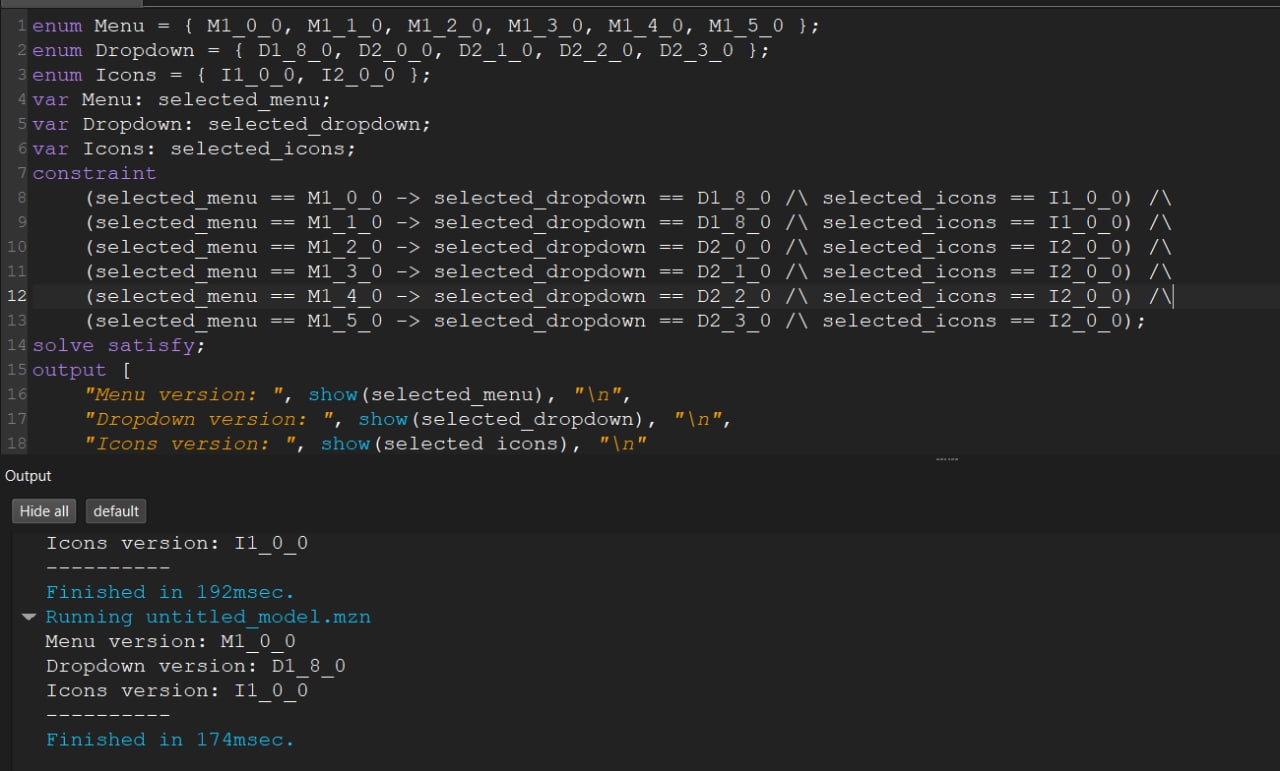 1 enum Menu = { M1_0_0, M1_1_0, M1_2_0, M1_3_0, M1_4_0, M1_5_0 };
2 enum Dropdown = { D1_8_0, D2_0_0, D2_1_0, D2_2_0, D2_3_0 };
3 enum Icons = { I1_0_0, I2_0_0 };
4 var Menu: selected_menu;
5 var Dropdown: selected_dropdown;
6 var Icons: selected_icons;
7 constraint
8 (selected_menu == M1_0_0 -> selected_dropdown == D1_8_0 /\ selected_icons == I1_0_0) /\
9 (selected_menu == M1_1_0 -> selected_dropdown == D1_8_0 /\ selected_icons == I1_0_0) /\
10 (selected_menu == M1_2_0 -> selected_dropdown == D2_0_0 /\ selected_icons == I2_0_0) /\
11 (selected_menu == M1_3_0 -> selected_dropdown == D2_1_0 /\ selected_icons == I2_0_0) /\
12 (selected_menu == M1_4_0 -> selected_dropdown == D2_2_0 /\ selected_icons == I2_0_0) /\
13 (selected_menu == M1_5_0 -> selected_dropdown == D2_3_0 /\ selected_icons == I2_0_0);
14 solve satisfy;
15 output [
16 "Menu version: ", show(selected_menu), "\n",
17 "Dropdown version: ", show(selected_dropdown), "\n",
18 "Icons version: ", show(selected icons), "\n"
Output
Hide all default
Icons version: I1_0_0
----------
Finished in 192msec.
Running untitled_model.mzn
Menu version: M1_0_0
Dropdown version: D1_8_0
Icons version: I1_0_0
----------
Finished in 174msec.